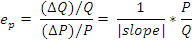 e_p = (ΔQ)/Q / (ΔP)/P = 1 / |slope| * P / Q